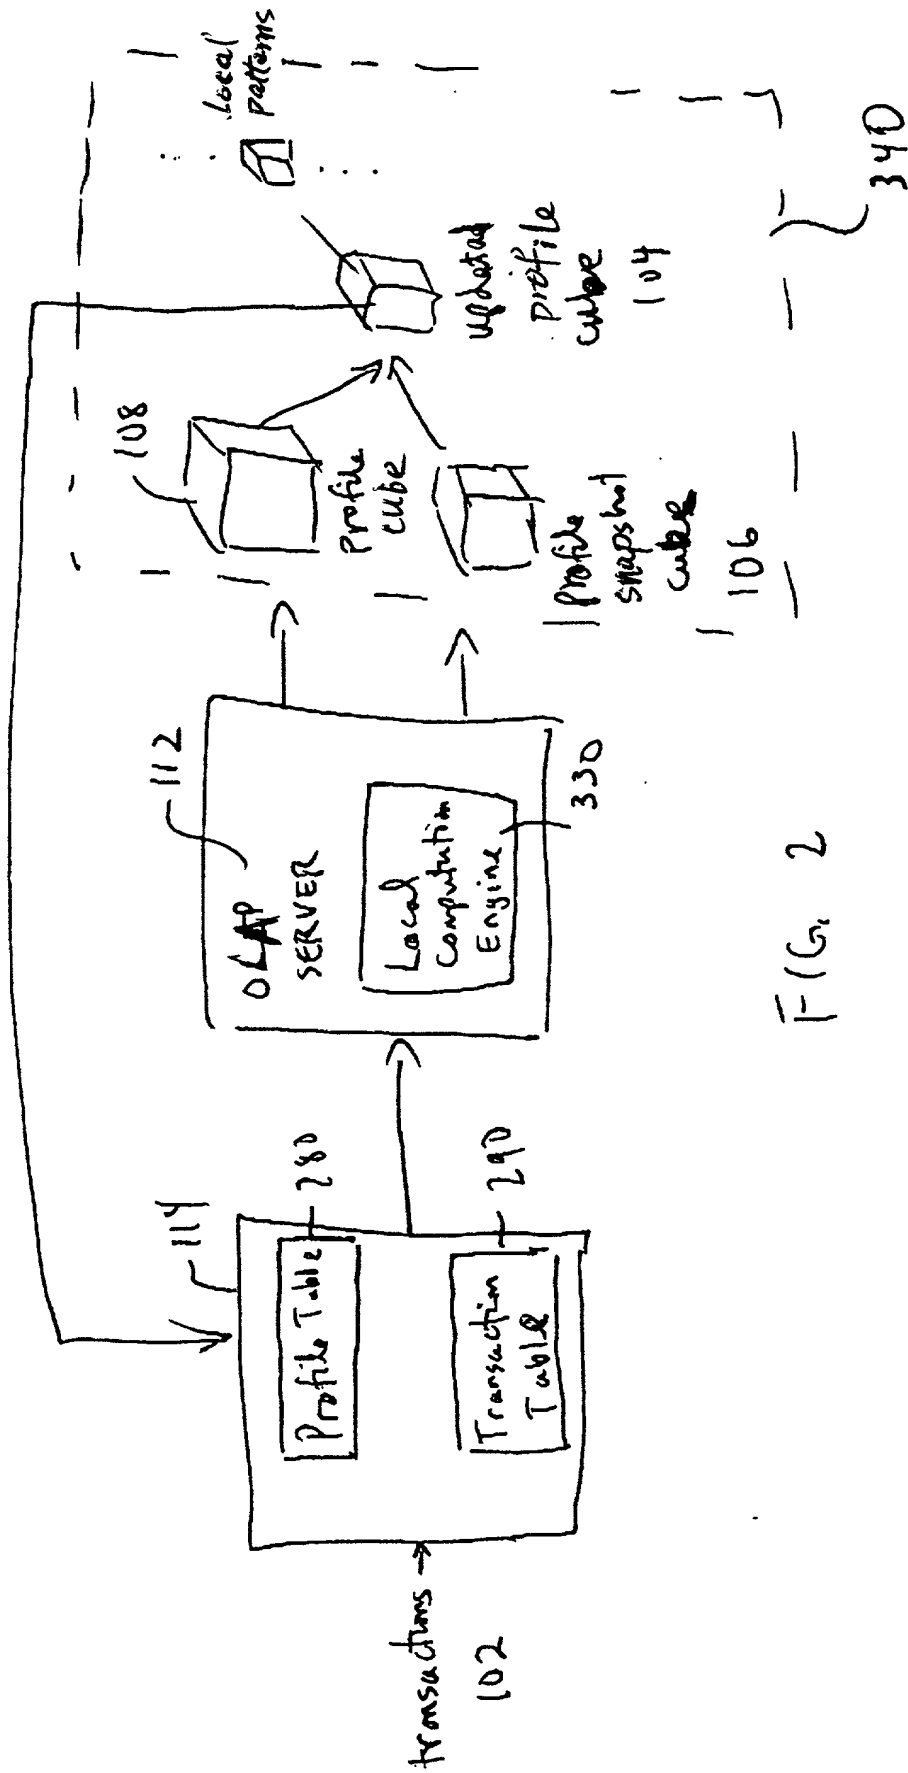 transactions
102
114
Profile Table
280
Transaction
Table
290
112
OLAP
SERVER
Local
Computation
Engine
330
108
Profile
cube
Profile
snapshot
cube
106
updated
profile
cube
104
Local
patterns
340
FIG. 2